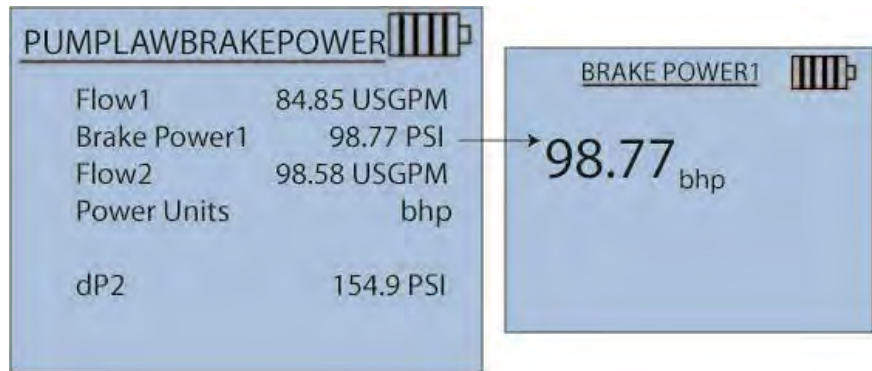 PUMPLAWBRAKEPOWER
Flow1 84.85 USGPM
Brake Power1 98.77 PSI
Flow2 98.58 USGPM
Power Units bhp
dP2 154.9 PSI
BRAKE POWER1
98.77 bhp